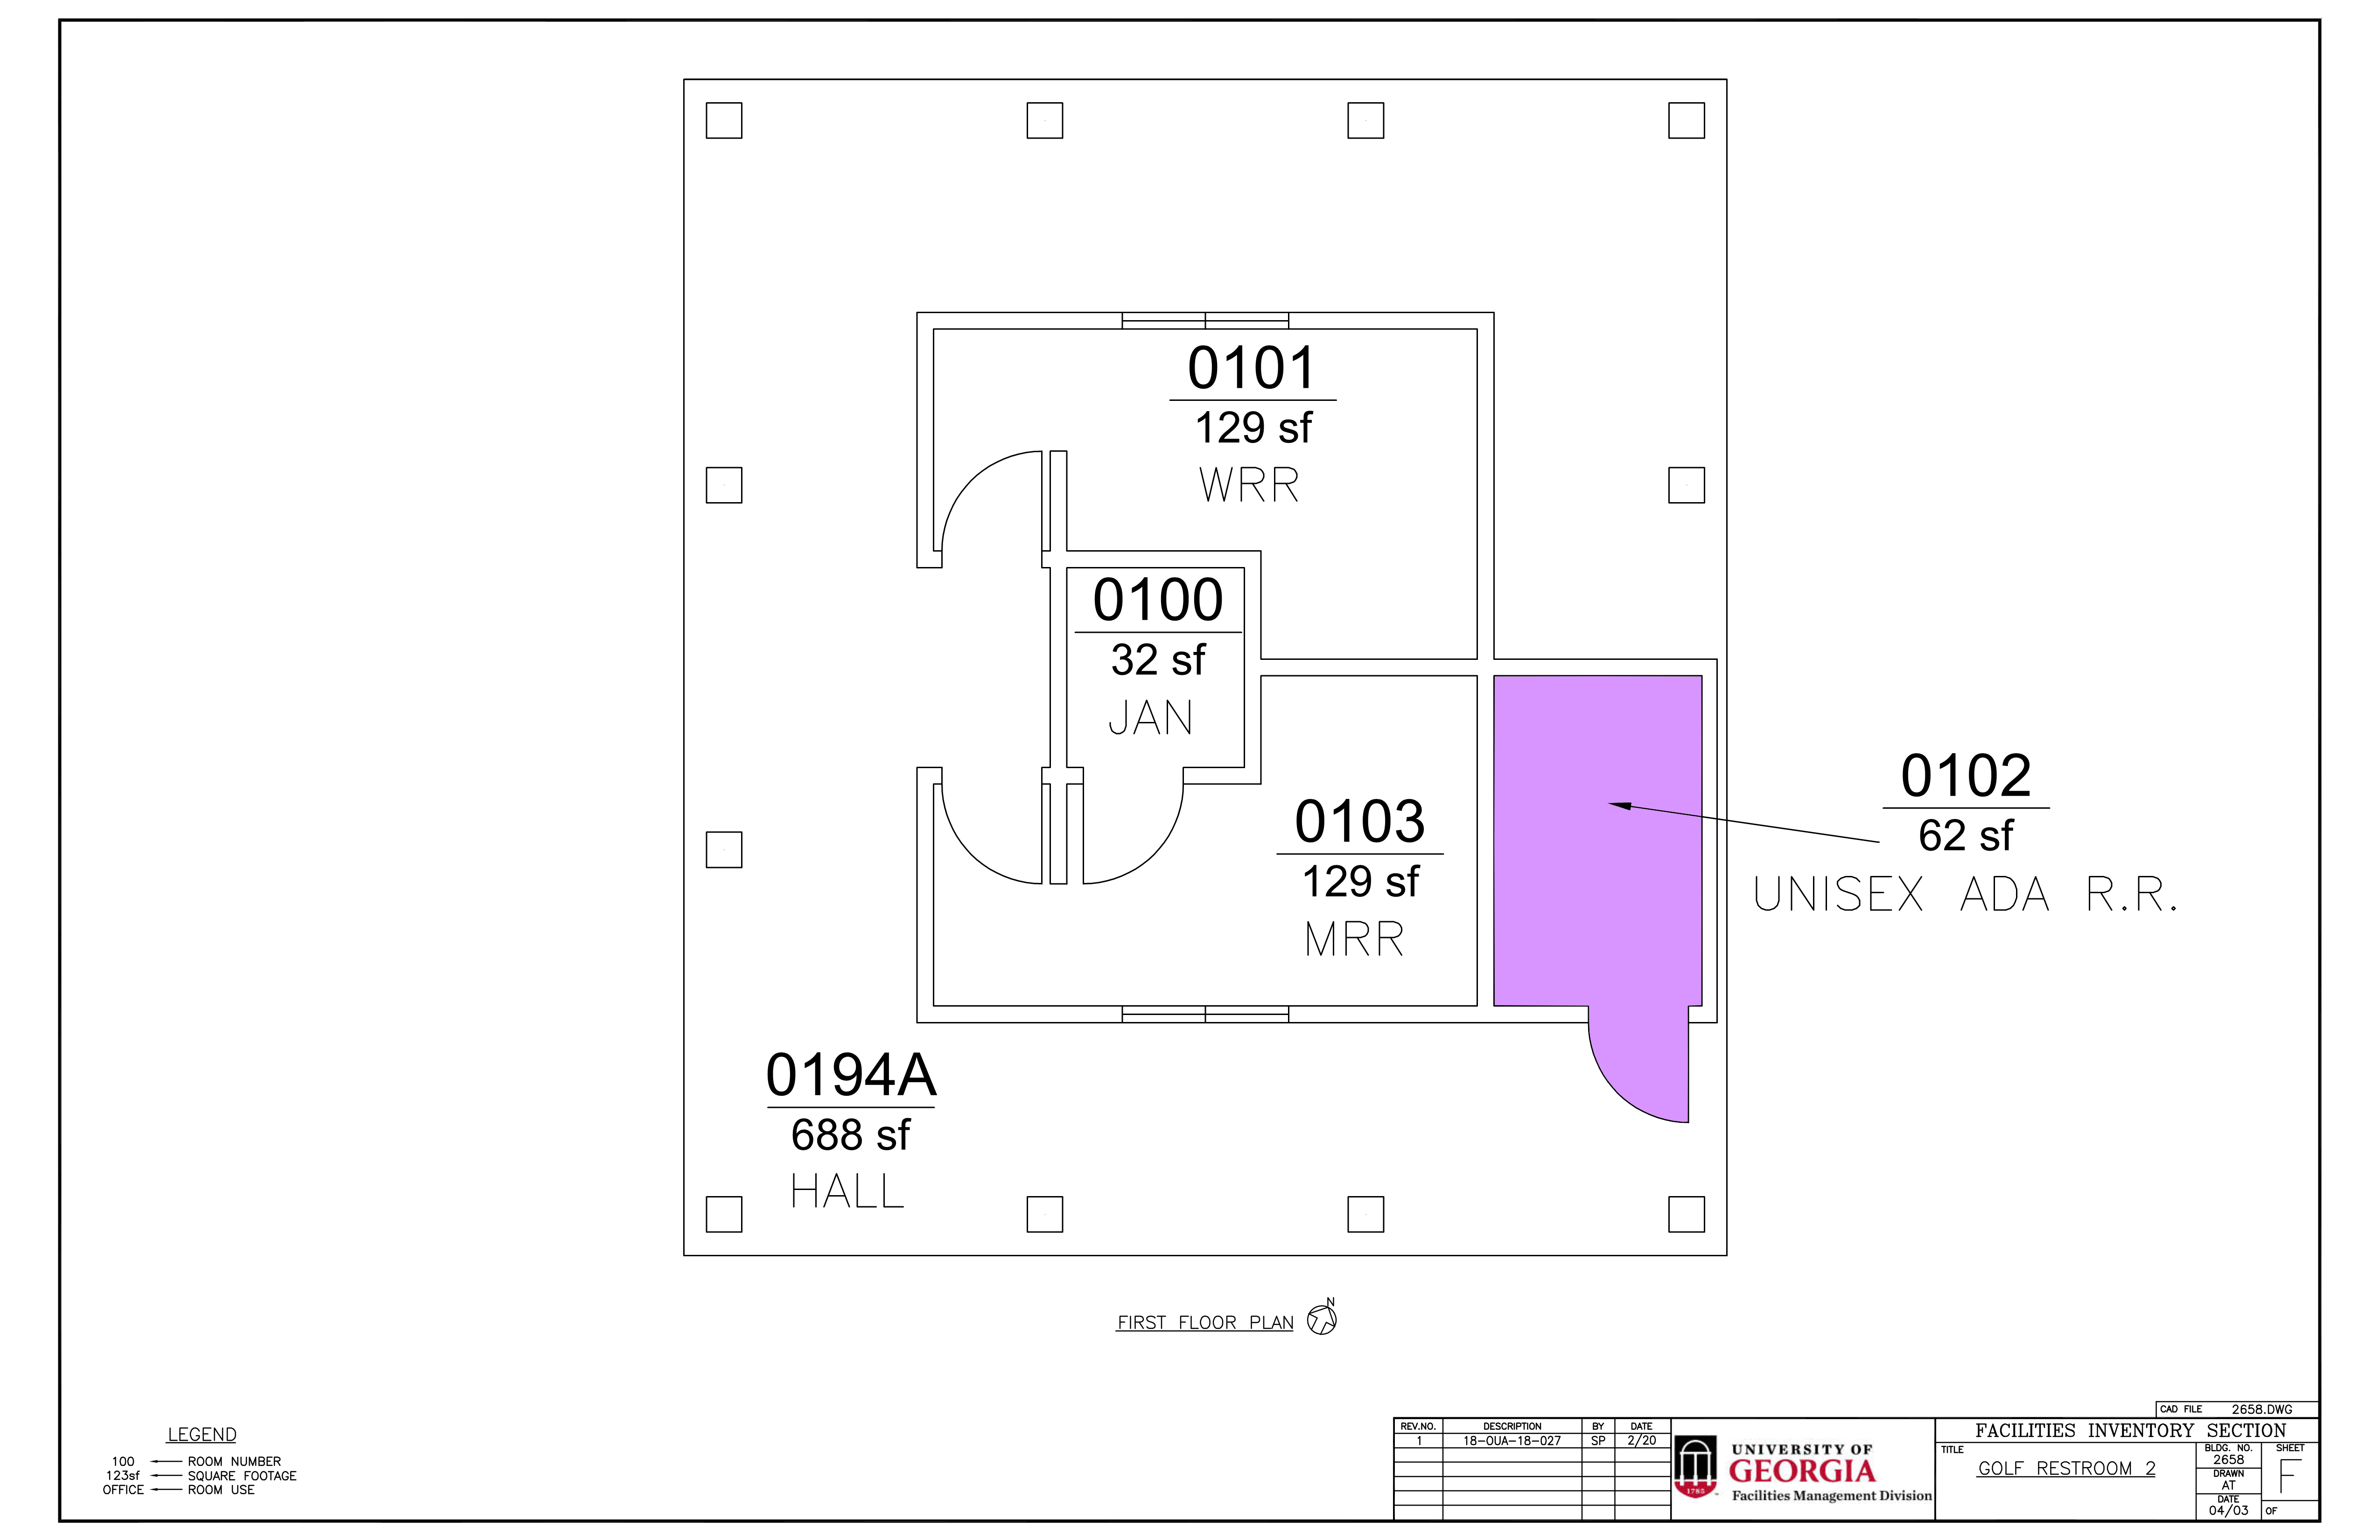 0101
129 sf
WRR
0100
32 sf
JAN
0102
62 sf
UNISEX ADA R.R.
0103
129 sf
MRR
0194A
688 sf
HALL
FIRST FLOOR PLAN
N
LEGEND
100 ROOM NUMBER
123sf SQUARE FOOTAGE
OFFICE ROOM USE
CAD FILE 2658.DWG
REV.NO. DESCRIPTION BY DATE
1 18-OUA-18-027 SP 2/20
1785
UNIVERSITY OF
GEORGIA
Facilities Management Division
FACILITIES INVENTORY SECTION
TITLE
GOLF RESTROOM 2
BLDG. NO.
2658
DRAWN
AT
DATE
04/03
SHEET
F
OF